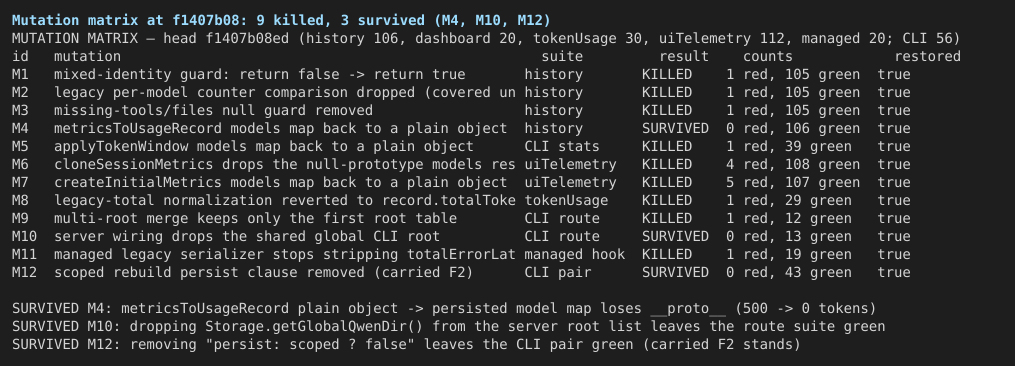 Mutation matrix at f1407b08: 9 killed, 3 survived (M4, M10, M12)
MUTATION MATRIX — head f1407b08ed (history 106, dashboard 20, tokenUsage 30, uiTelemetry 112, managed 20; CLI 56)
id mutation suite result counts restored
M1 mixed-identity guard: return false -> return true history KILLED 1 red, 105 green true
M2 legacy per-model counter comparison dropped (covered un history KILLED 1 red, 105 green true
M3 missing-tools/files null guard removed history KILLED 1 red, 105 green true
M4 metricsToUsageRecord models map back to a plain object history SURVIVED 0 red, 106 green true
M5 applyTokenWindow models map back to a plain object CLI stats KILLED 1 red, 39 green true
M6 cloneSessionMetrics drops the null-prototype models res uiTelemetry KILLED 4 red, 108 green true
M7 createInitialMetrics models map back to a plain object uiTelemetry KILLED 5 red, 107 green true
M8 legacy-total normalization reverted to record.totalToke tokenUsage KILLED 1 red, 29 green true
M9 multi-root merge keeps only the first root table CLI route KILLED 1 red, 12 green true
M10 server wiring drops the shared global CLI root CLI route SURVIVED 0 red, 13 green true
M11 managed legacy serializer stops stripping totalErrorLat managed hook KILLED 1 red, 19 green true
M12 scoped rebuild persist clause removed (carried F2) CLI pair SURVIVED 0 red, 43 green true
SURVIVED M4: metricsToUsageRecord plain object -> persisted model map loses __proto__ (500 -> 0 tokens)
SURVIVED M10: dropping Storage.getGlobalQwenDir() from the server root list leaves the route suite green
SURVIVED M12: removing "persist: scoped ? false" leaves the CLI pair green (carried F2 stands)